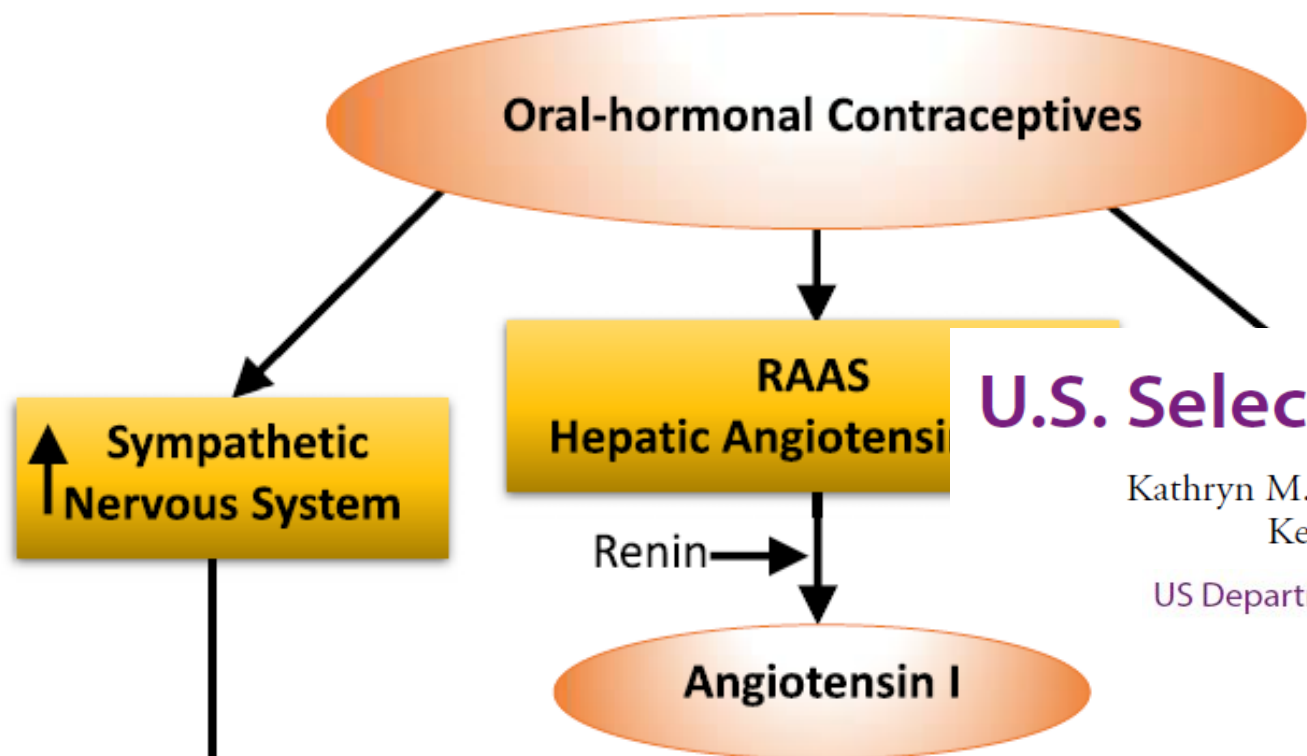 Oral-hormonal Contraceptives
RAAS
Hepatic Angiotensi
Sympathetic
Nervous System
Renin
Angiotensin I
U.S. Selec
Kathryn M.
Ke
US Depart